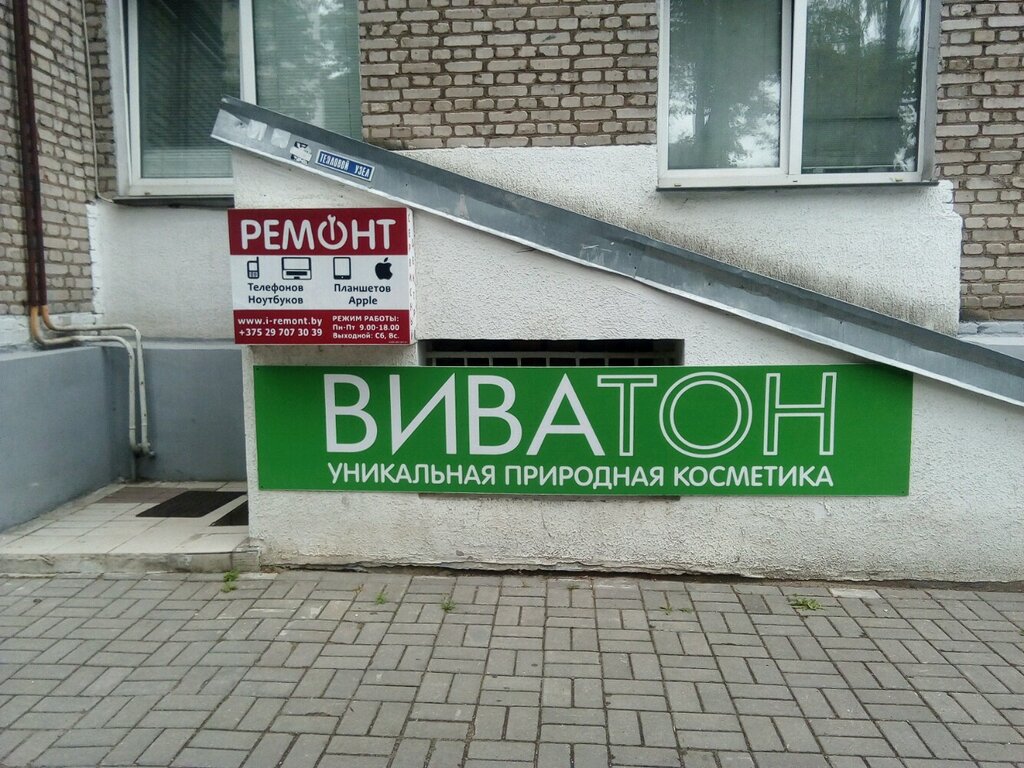 ТЕПЛОВОЙ УЗЕЛ
РЕМОНТ
Телефонов
Ноутбуков
Планшетов
Apple
www.i-remont.by
+375 29 707 30 39
РЕЖИМ РАБОТЫ:
Пн-Пт 9.00-18.00
Выходной: Сб, Вс.
ВИВАТОН
УНИКАЛЬНАЯ ПРИРОДНАЯ КОСМЕТИКА